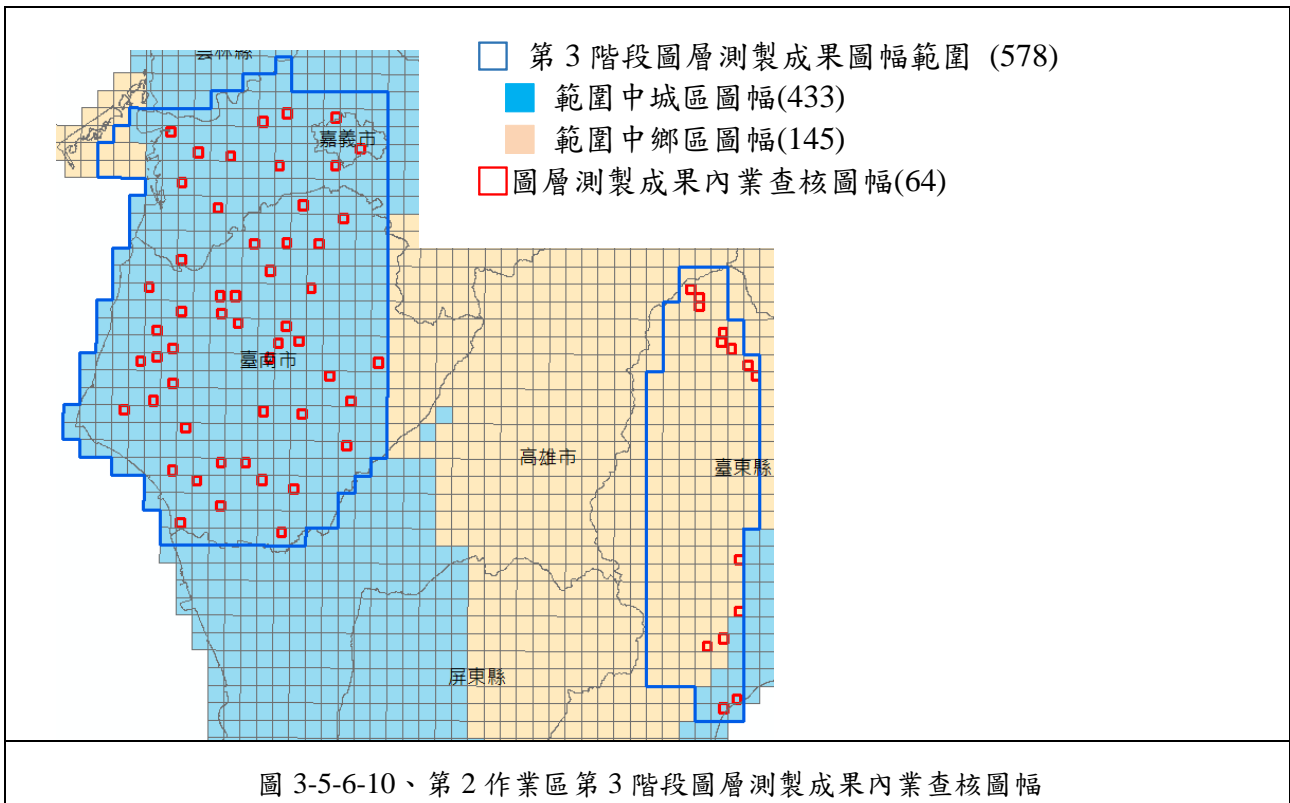 雲林縣
□ 第 3 階段圖層測製成果圖幅範圍 (578)
範圍中城區圖幅(433)
範圍中鄉區圖幅(145)
圖層測製成果內業查核圖幅(64)
嘉義市
臺南市
高雄市
臺東縣
屏東縣
圖 3-5-6-10、第 2 作業區第 3 階段圖層測製成果內業查核圖幅